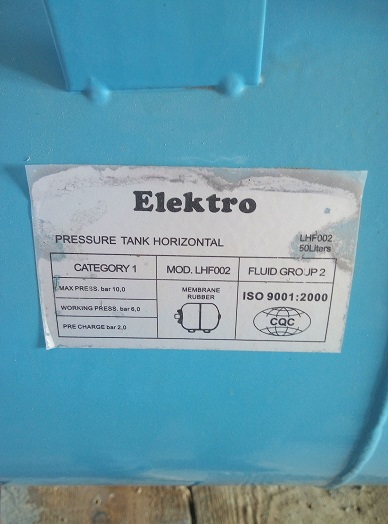 Elektro
PRESSURE TANK HORIZONTAL
LHF002
50Liters
CATEGORY 1
MOD. LHF002
FLUID GROUP 2
MAX PRESS. bar 10,0
WORKING PRESS. bar 6,0
PRE CHARGE bar 2,0
MEMBRANE
RUBBER
ISO 9001:2000
CQC